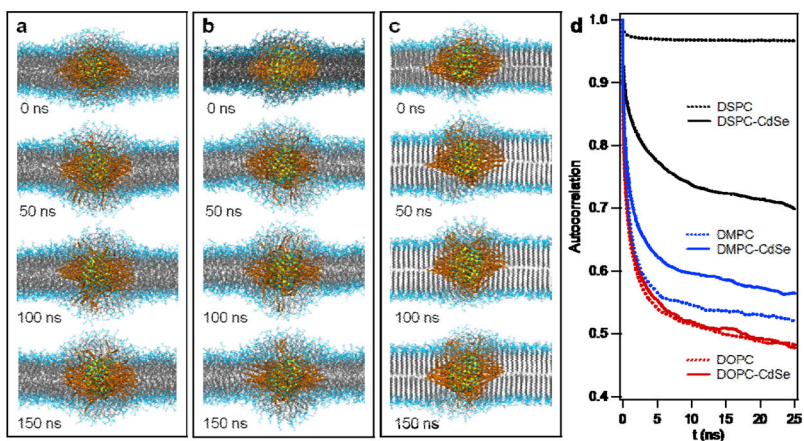 a
0 ns
50 ns
100 ns
150 ns
b
0 ns
50 ns
100 ns
150 ns
c
0 ns
50 ns
100 ns
150 ns
d
1.0
0.9
0.8
0.7
0.6
0.5
0.4
Autocorrelation
DSPC
DSPC-CdSe
DMPC
DMPC-CdSe
DOPC
DOPC-CdSe
0 5 10 15 20 25
t (ns)